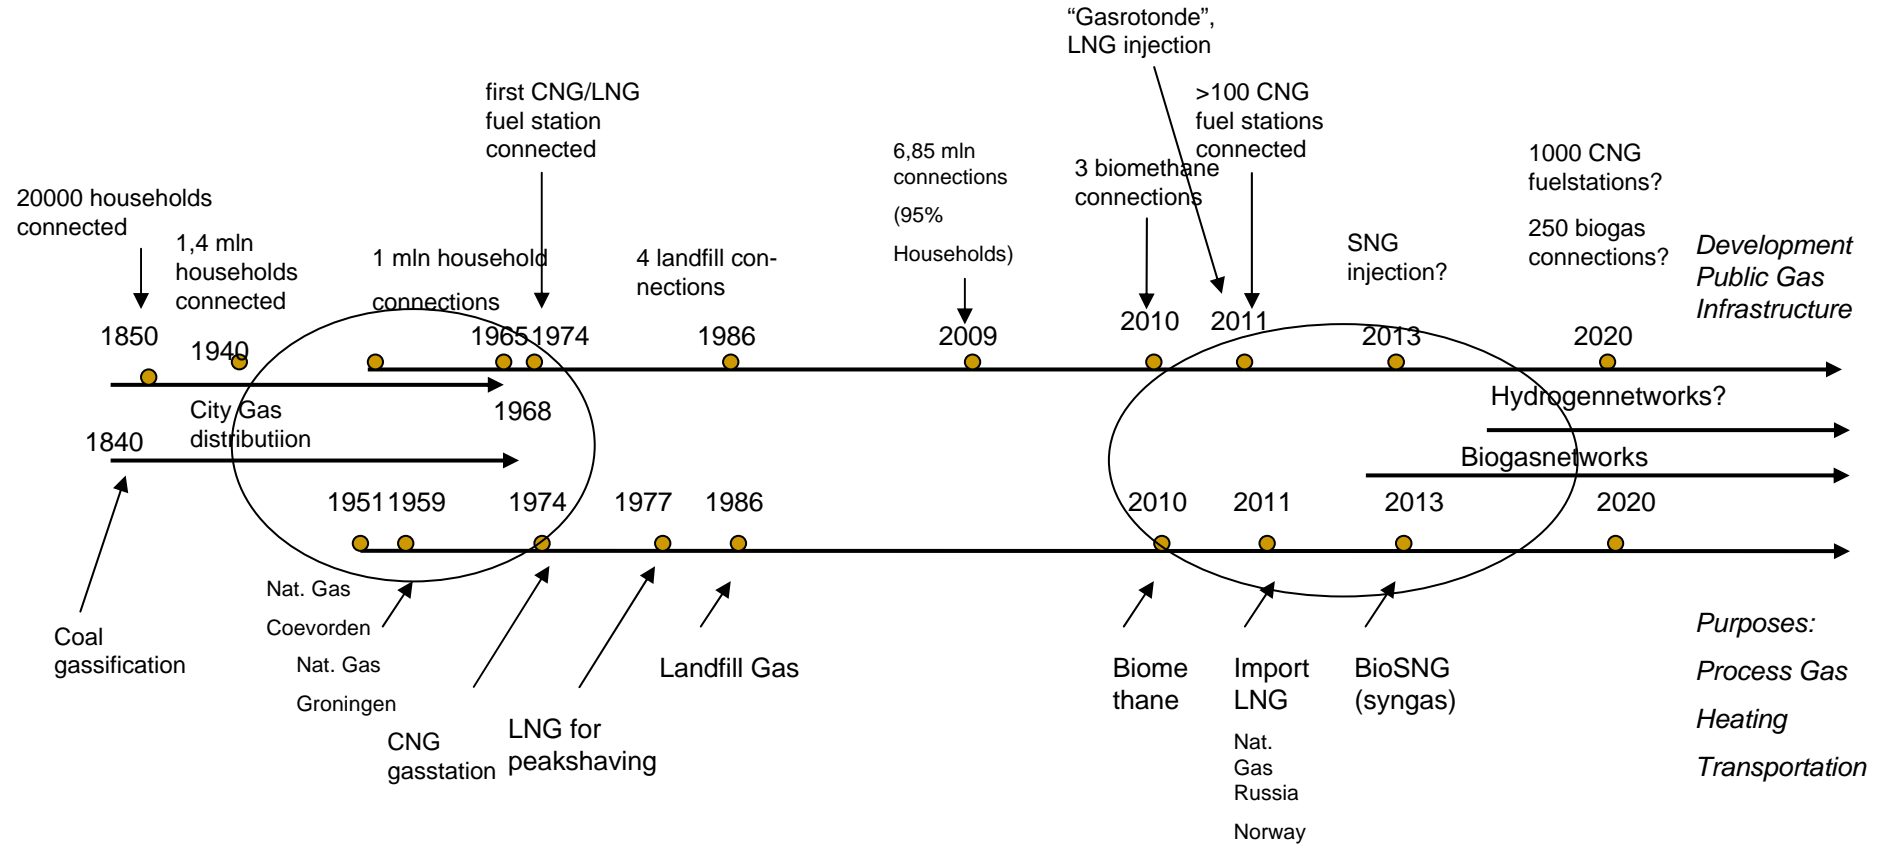 “Gasrotonde”,
LNG injection
first CNG/LNG
fuel station
connected
>100 CNG
fuel stations
connected
6,85 mln
connections
(95%
Households)
3 biomethane
connections
1000 CNG
fuelstations?
250 biogas
connections?
20000 households
connected
1,4 mln
households
connected
1 mln household
connections
4 landfill con-
nections
SNG
injection?
Development
Public Gas
Infrastructure
1850
1940
1965
1974
1986
2009
2010
2011
2013
2020
City Gas
distributiion
1968
Hydrogennetworks?
1840
Biogasnetworks
1951
1959
1974
1977
1986
2010
2011
2013
2020
Coal
gassification
Nat. Gas
Coevorden
Nat. Gas
Groningen
CNG
gasstation
LNG for
peakshaving
Landfill Gas
Biome
thane
Import
LNG
Nat.
Gas
Russia
Norway
BioSNG
(syngas)
Purposes:
Process Gas
Heating
Transportation